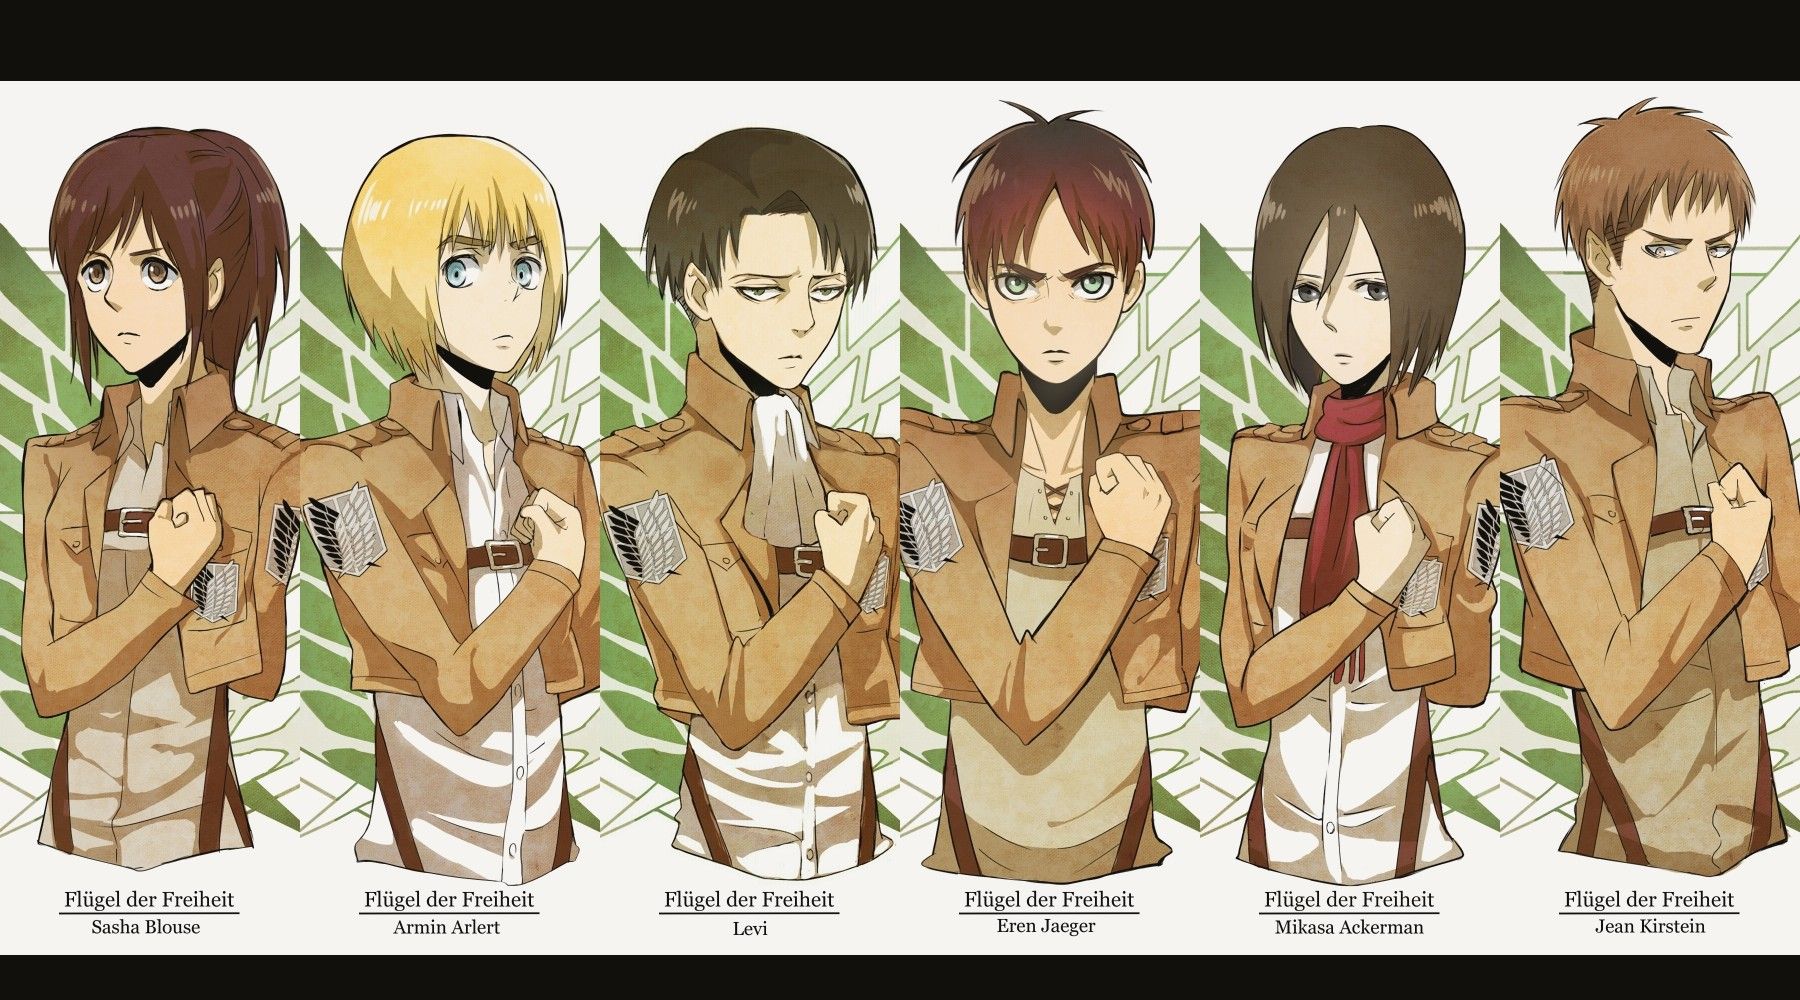 Flügel der Freiheit
Sasha Blouse
Flügel der Freiheit
Armin Arlert
Flügel der Freiheit
Levi
Flügel der Freiheit
Eren Jaeger
Flügel der Freiheit
Mikasa Ackerman
Flügel der Freiheit
Jean Kirstein